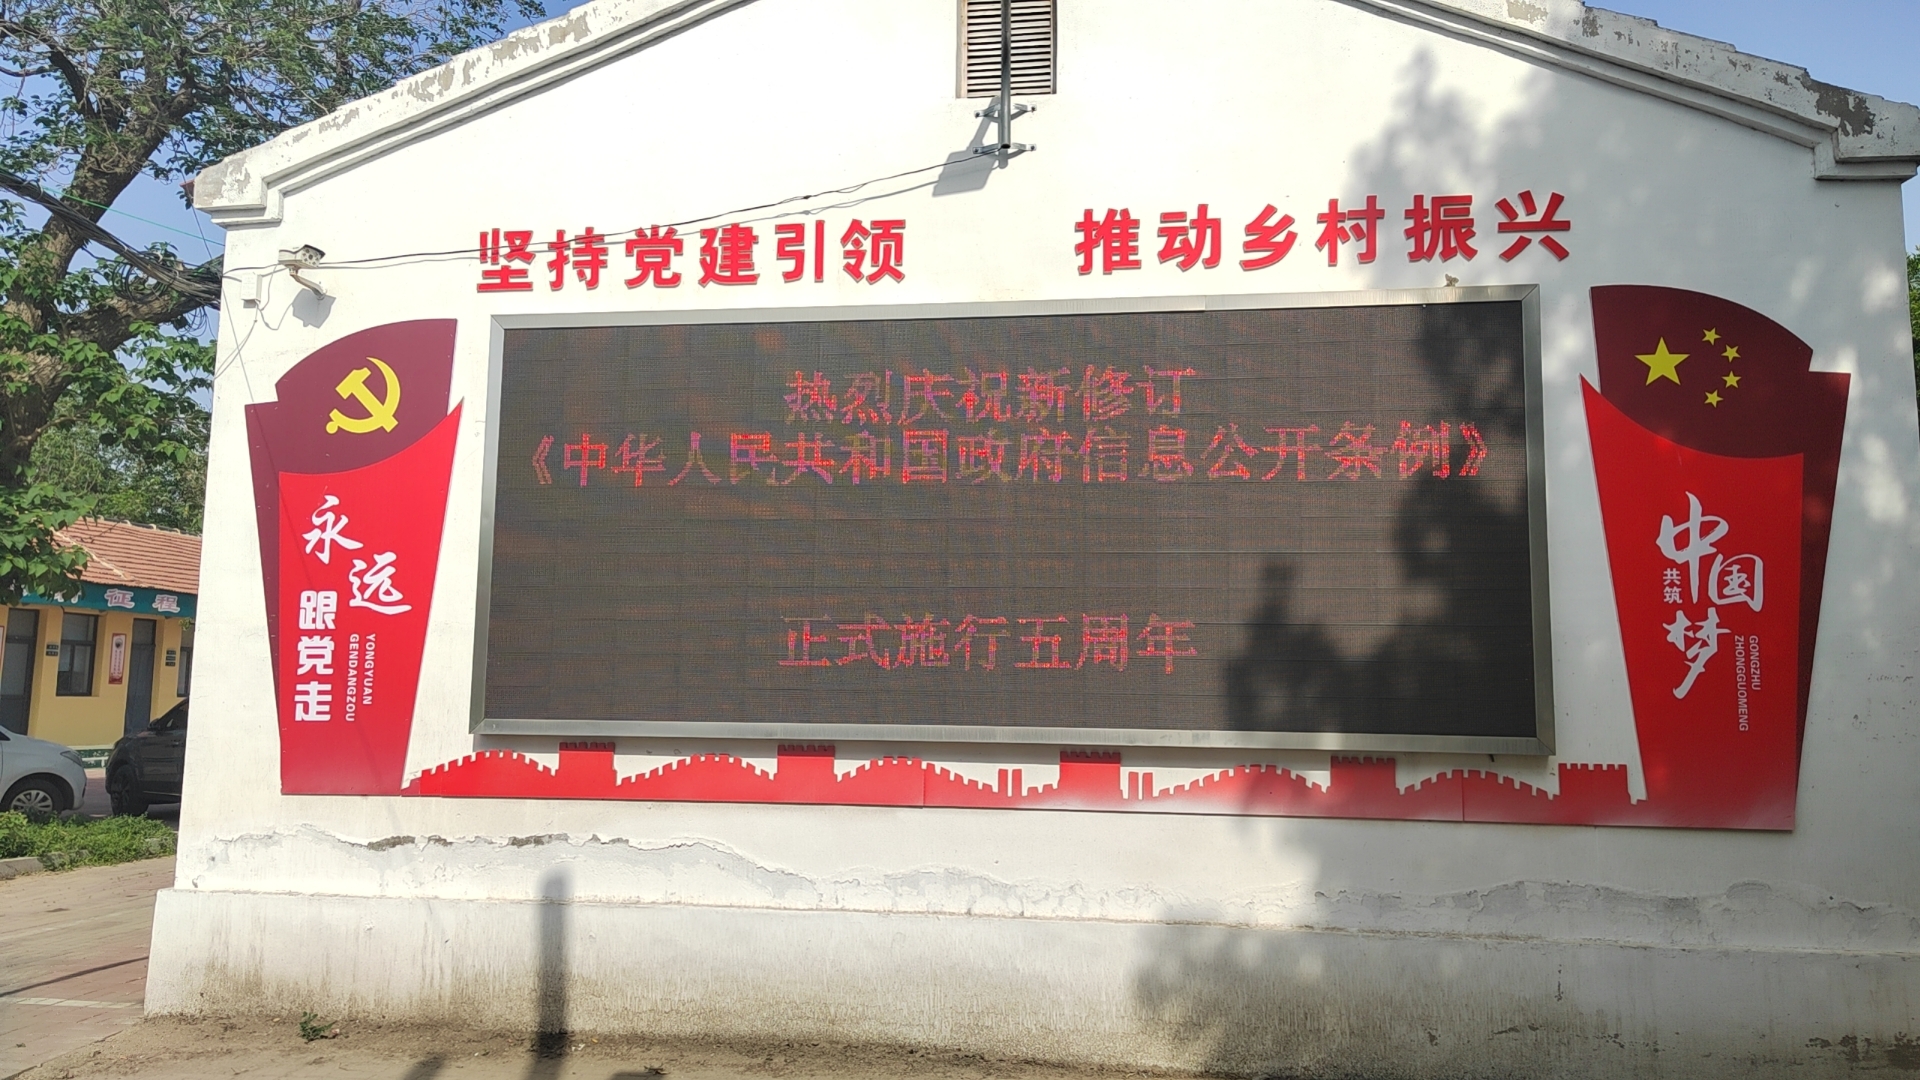 坚持党建引领 推动乡村振兴
热烈庆祝新修订
《中华人民共和国政府信息公开条例》
正式施行五周年
永远
跟党走
YONGYUAN
GENDANGZOU
共筑
中国梦
GONGZHU
ZHONGGUOMENG
征程